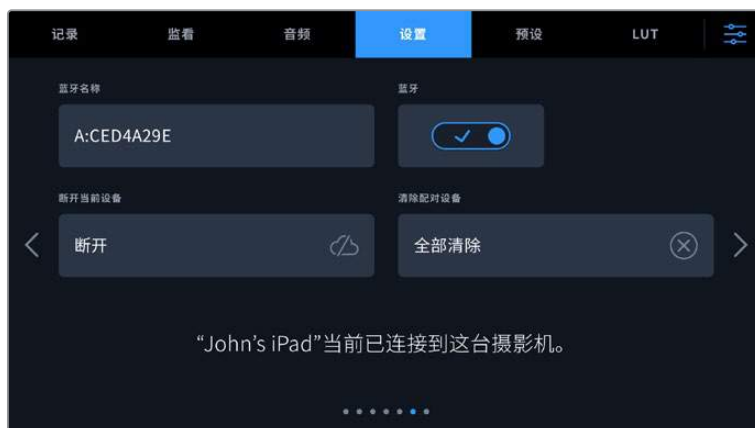 记录 监看 音频 设置 预设 LUT
蓝牙名称 蓝牙
A:CED4A29E
断开当前设备 清除配对设备
断开 全部清除
“John’s iPad”当前已连接到这台摄影机。